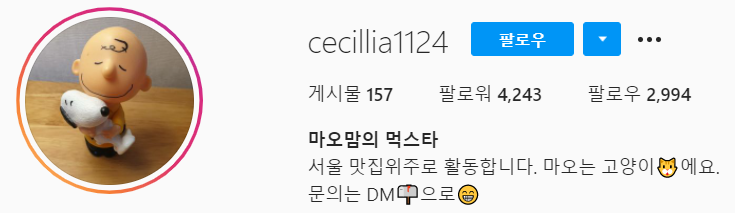 cecillia1124 팔로우
게시물 157 팔로워 4,243 팔로우 2,994
마오맘의 먹스타
서울 맛집위주로 활동합니다. 마오는 고양이🐱에요.
문의는 DM📬으로😁